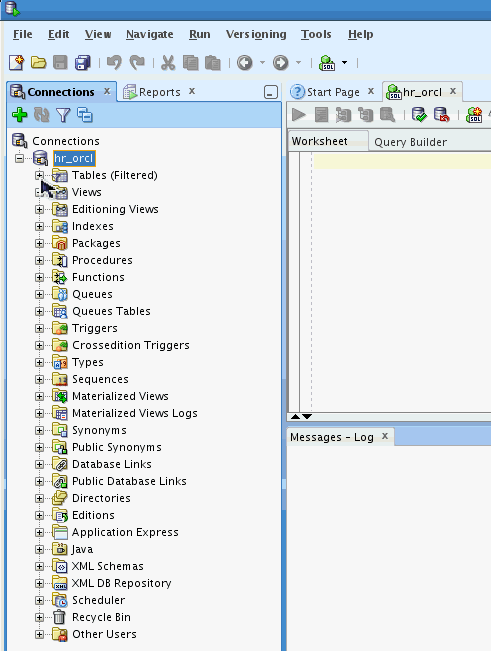 File Edit View Navigate Run Versioning Tools Help
Connections x Reports x
Start Page x hr_orcl x
SQL
Worksheet Query Builder
Connections
hr_orcl
Tables (Filtered)
Views
Editioning Views
Indexes
Packages
Procedures
Functions
Queues
Queues Tables
Triggers
Crossedition Triggers
Types
Sequences
Materialized Views
Materialized Views Logs
Synonyms
Public Synonyms
Database Links
Public Database Links
Directories
Editions
Application Express
Java
XML Schemas
XML DB Repository
Scheduler
Recycle Bin
Other Users
Messages - Log x